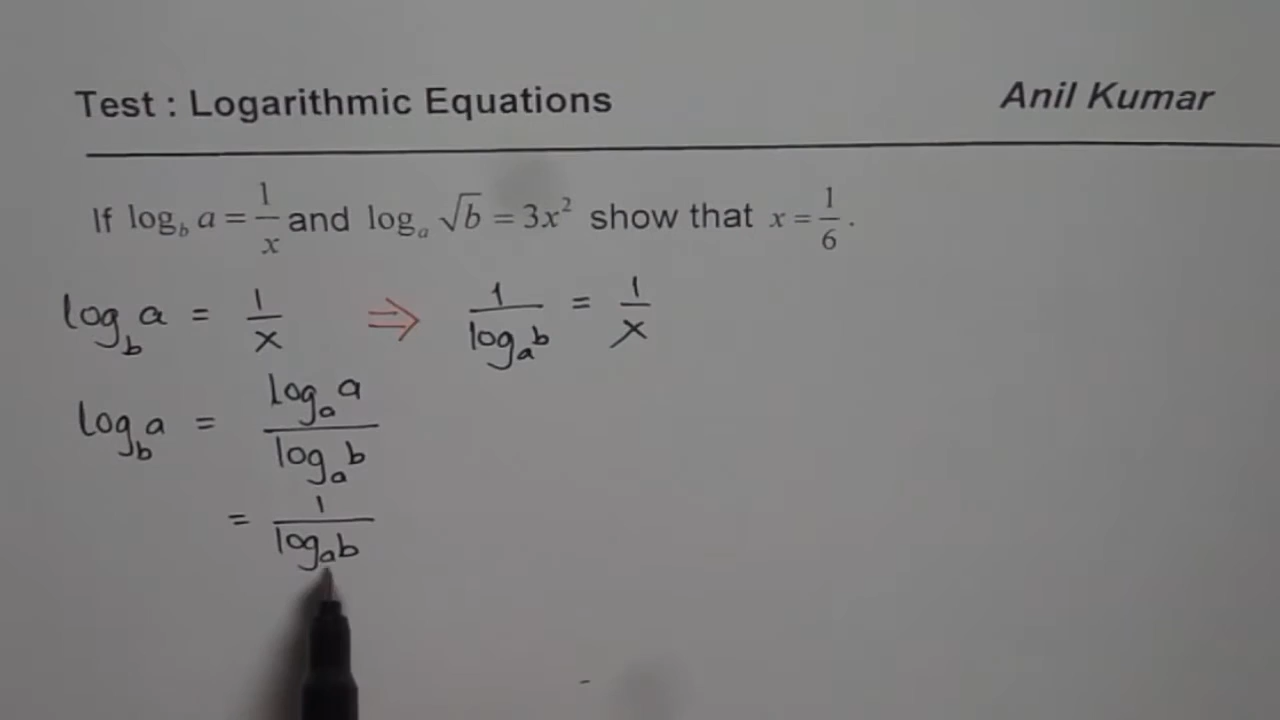 Test : Logarithmic Equations Anil Kumar
If log_b a = 1/x and log_a √b = 3x² show that x = 1/6 .
log_b a = 1/x ⇒ 1/log_a b = 1/x
log_b a = log_a a / log_a b
= 1/log_a b